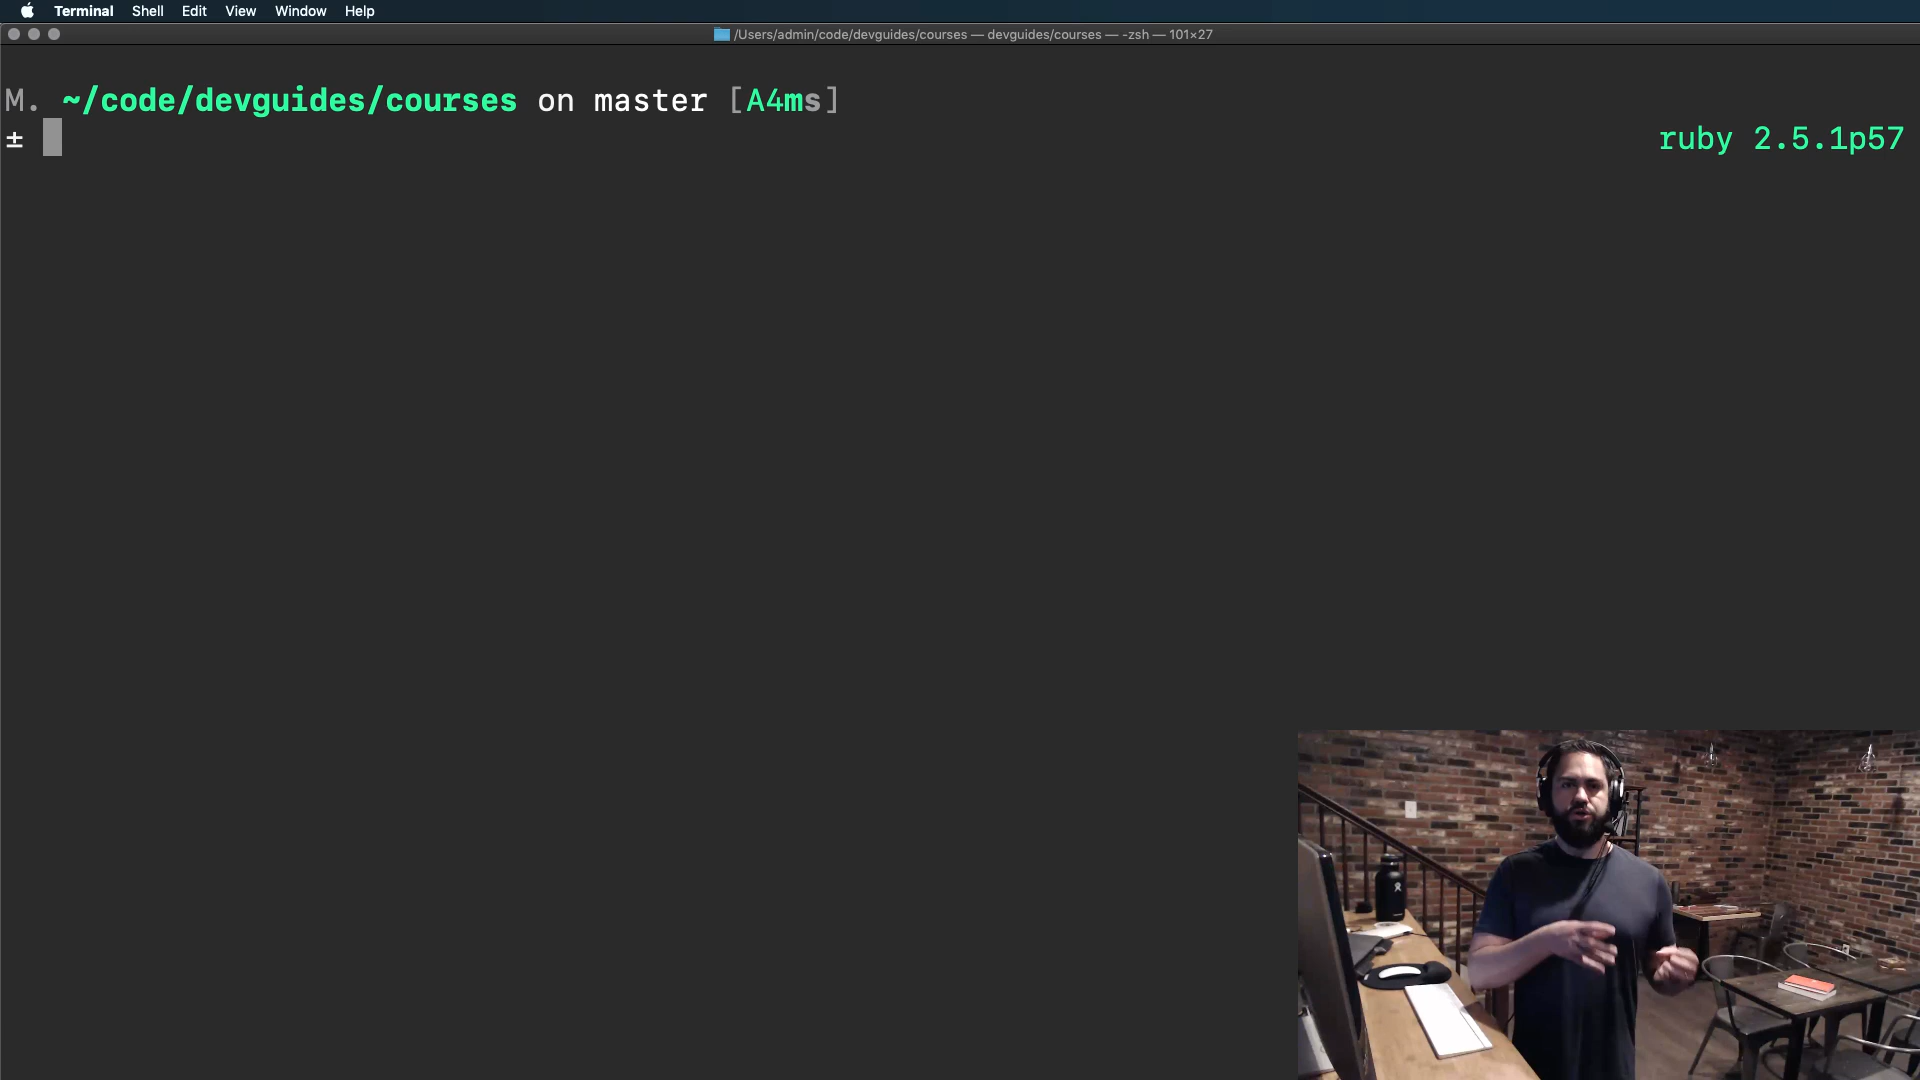 Terminal Shell Edit View Window Help
/Users/admin/code/devguides/courses — devguides/courses — -zsh — 101×27
M. ~/code/devguides/courses on master [A4ms]
± ruby 2.5.1p57